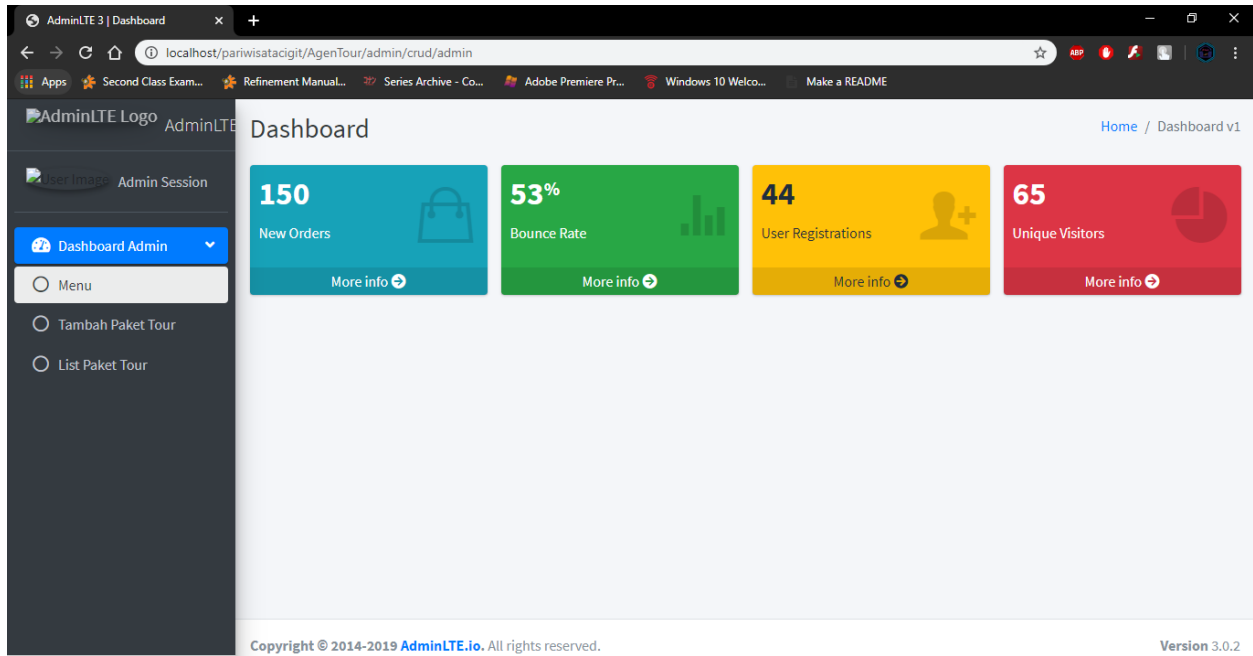 AdminLTE 3 | Dashboard
localhost/pariwisatacigit/AgenTour/admin/crud/admin
ABP
Apps Second Class Exam... Refinement Manual... Series Archive - Co... Adobe Premiere Pr... Windows 10 Welco... Make a README
AdminLTE Logo AdminLTE
Dashboard
Home / Dashboard v1
User Image Admin Session
Dashboard Admin
Menu
Tambah Paket Tour
List Paket Tour
150
New Orders
More info
53%
Bounce Rate
More info
44
User Registrations
More info
65
Unique Visitors
More info
Copyright © 2014-2019 AdminLTE.io. All rights reserved.
Version 3.0.2